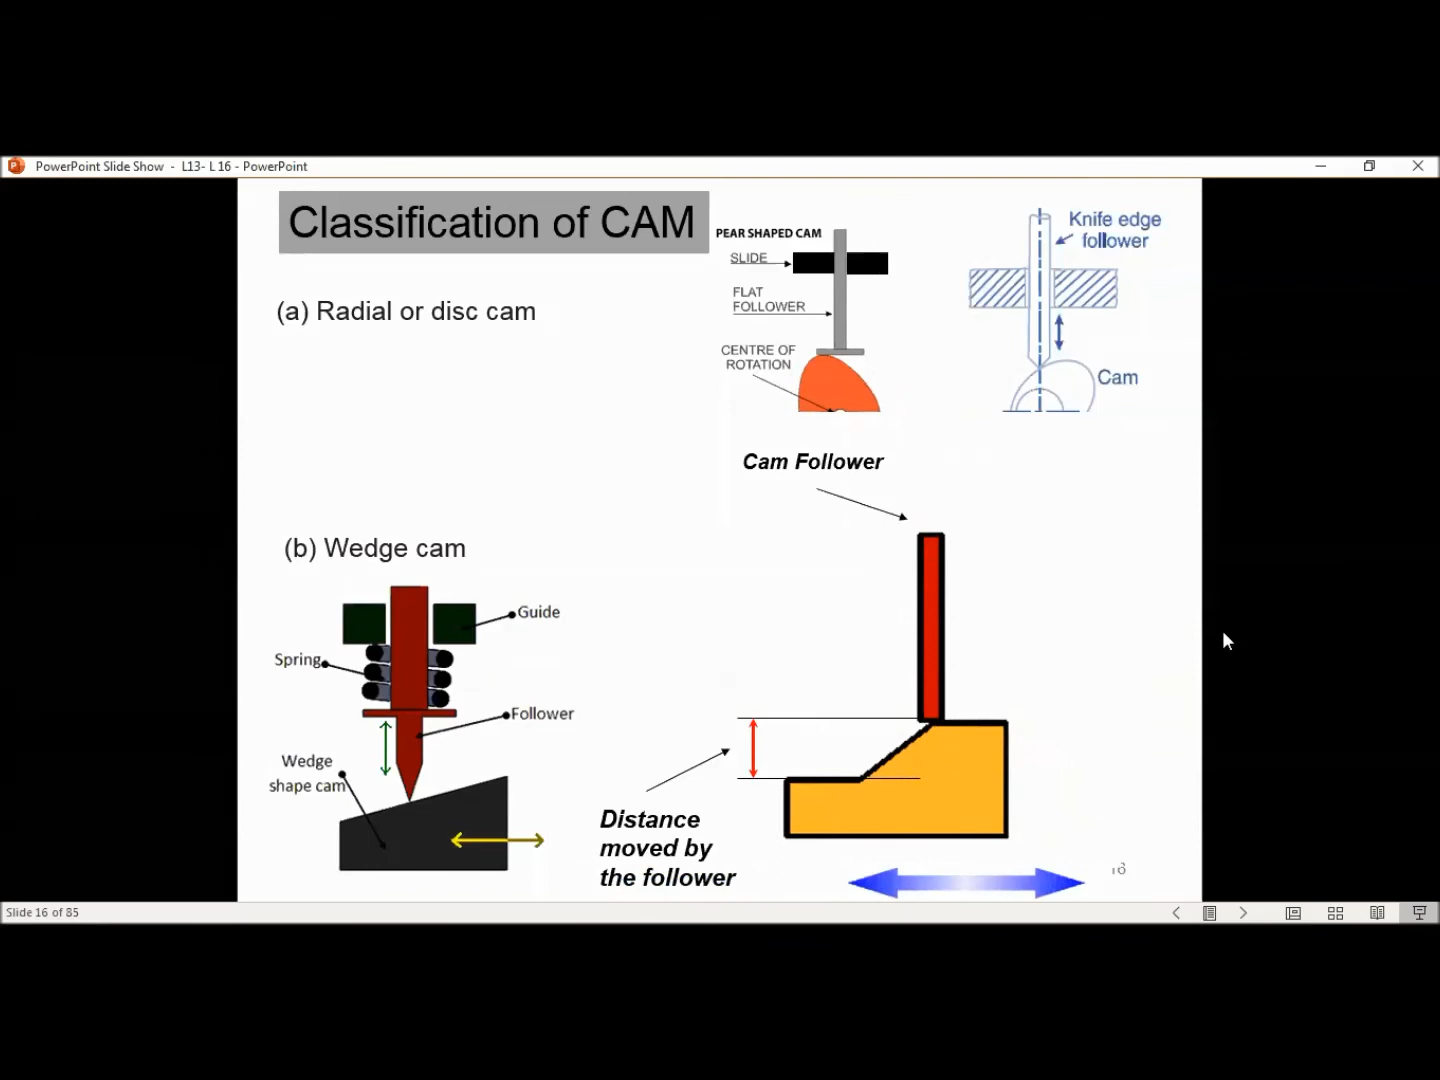 PowerPoint Slide Show - L13- L 16 - PowerPoint
Classification of CAM
PEAR SHAPED CAM
SLIDE
FLAT
FOLLOWER
CENTRE OF
ROTATION
Knife edge
follower
Cam
(a) Radial or disc cam
Cam Follower
(b) Wedge cam
Guide
Spring
Follower
Wedge
shape cam
Distance
moved by
the follower
16
Slide 16 of 85